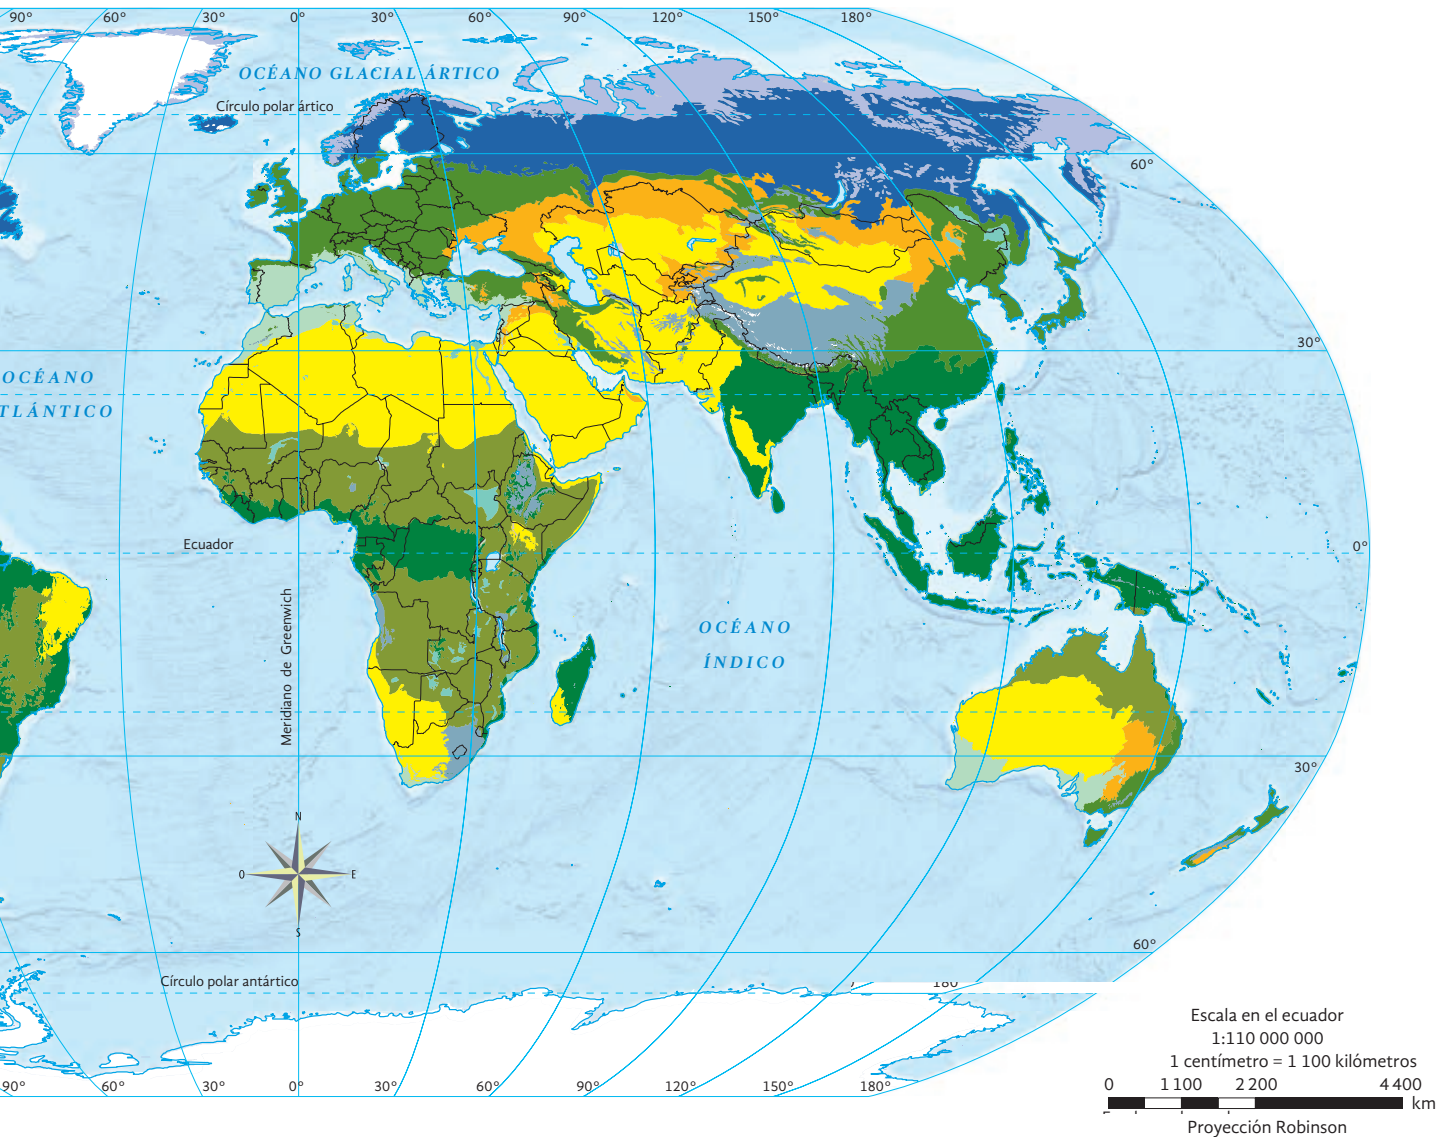 90°
60°
30°
0°
30°
60°
90°
120°
150°
180°
OCÉANO GLACIAL ÁRTICO
Círculo polar ártico
60°
30°
OCÉANO
TLÁNTICO
Ecuador
0°
Meridiano de Greenwich
OCÉANO
ÍNDICO
30°
N
O
E
S
60°
Círculo polar antártico
180
90°
60°
30°
0°
30°
60°
90°
120°
150°
180°
Escala en el ecuador
1:110 000 000
1 centímetro = 1 100 kilómetros
0 1 100 2 200 4 400
km
Proyección Robinson